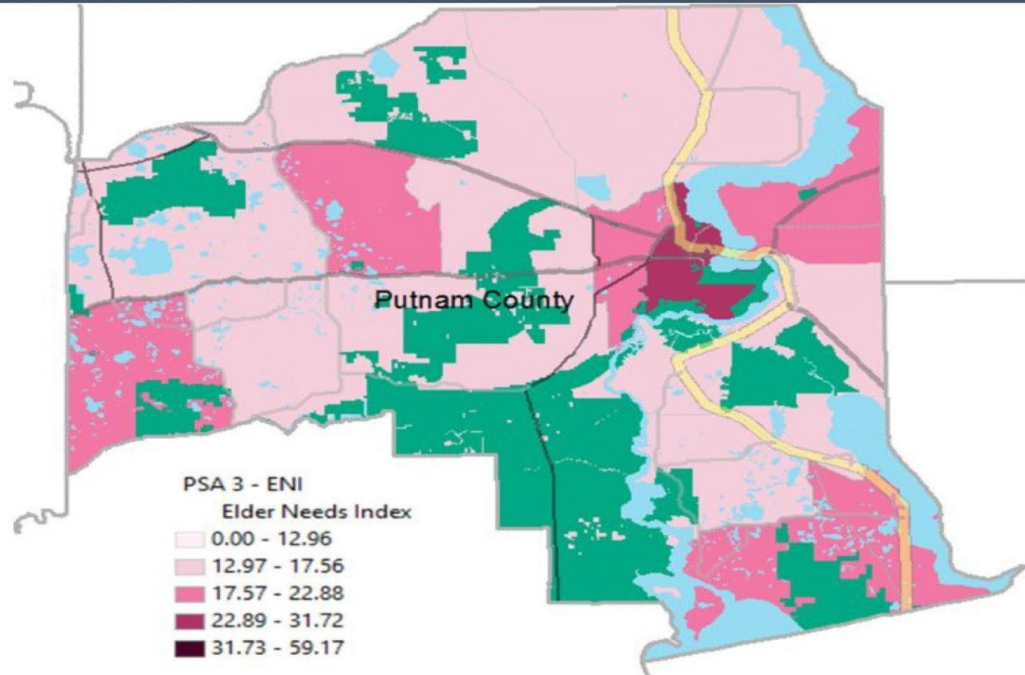 Putnam County
PSA 3 - ENI
Elder Needs Index
0.00 - 12.96
12.97 - 17.56
17.57 - 22.88
22.89 - 31.72
31.73 - 59.17